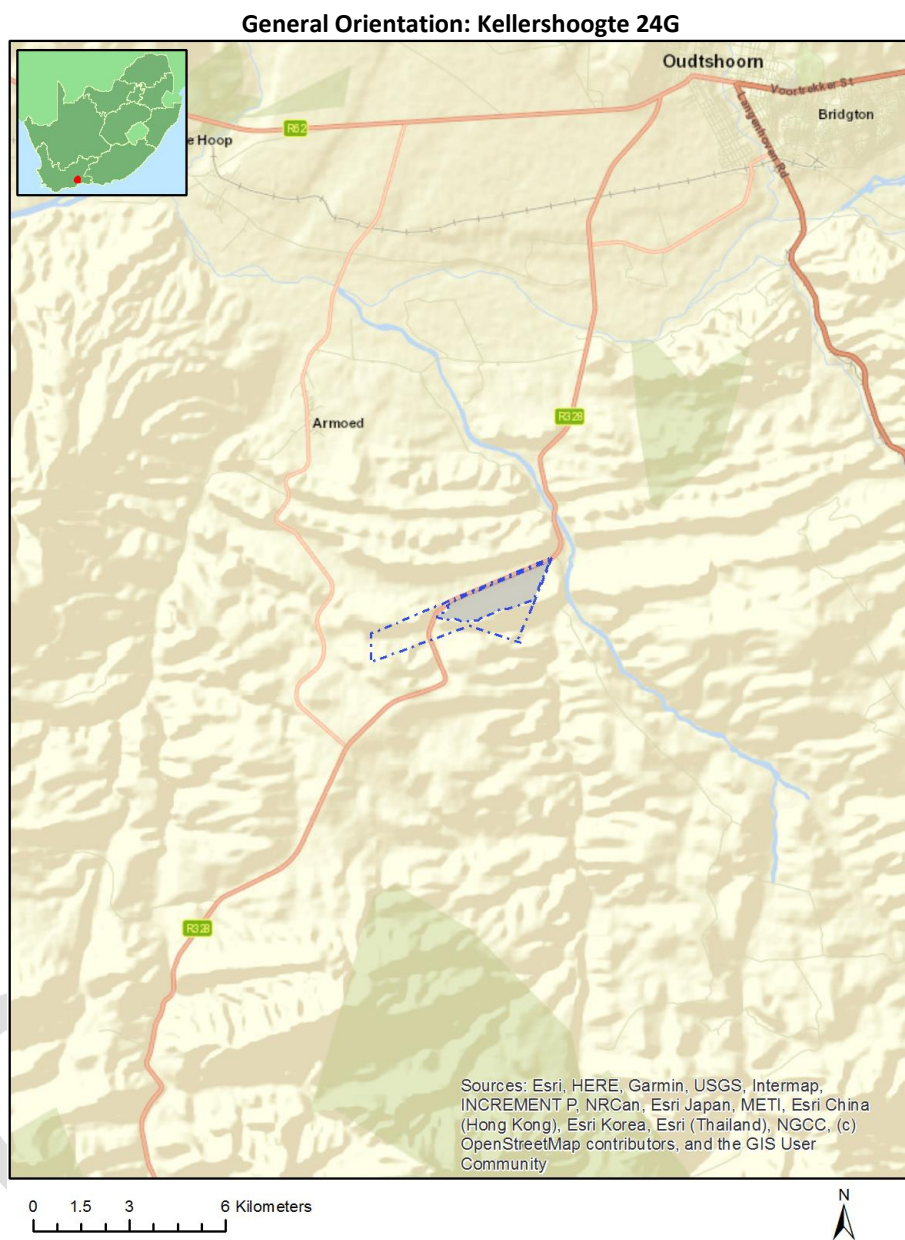 General Orientation: Kellershoogte 24G
Oudtshoorn
Voortrekker St
Langenhoven Rd
Bridgton
R62
e Hoop
R328
Armoed
R328
Sources: Esri, HERE, Garmin, USGS, Intermap,
INCREMENT P, NRCan, Esri Japan, METI, Esri China
(Hong Kong), Esri Korea, Esri (Thailand), NGCC, (c)
OpenStreetMap contributors, and the GIS User
Community
0 1.5 3 6 Kilometers
N